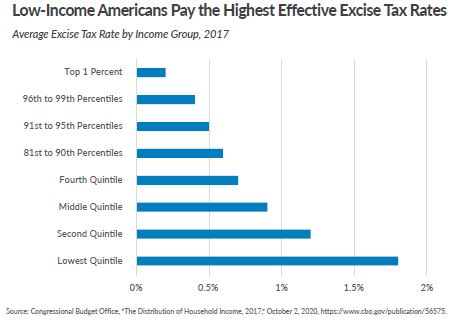 Low-Income Americans Pay the Highest Effective Excise Tax Rates
Average Excise Tax Rate by Income Group, 2017
Top 1 Percent
96th to 99th Percentiles
91st to 95th Percentiles
81st to 90th Percentiles
Fourth Quintile
Middle Quintile
Second Quintile
Lowest Quintile
0% 0.5% 1% 1.5% 2%
Source: Congressional Budget Office, "The Distribution of Household Income, 2017," October 2, 2020, https://www.cbo.gov/publication/56575.